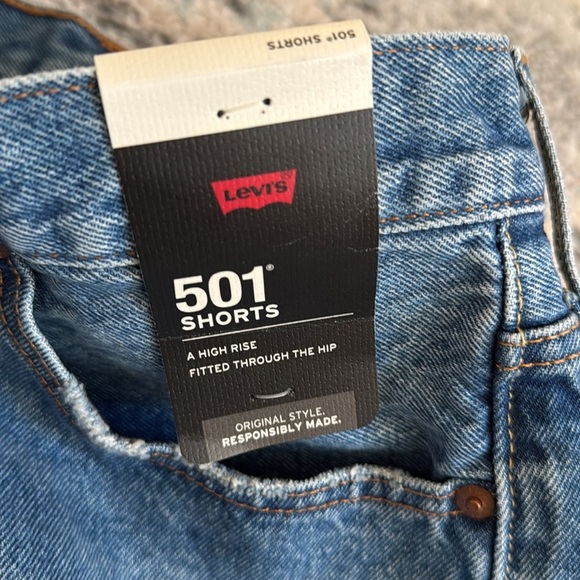 501® SHORTS
Levi's
501®
SHORTS
A HIGH RISE
FITTED THROUGH THE HIP
ORIGINAL STYLE.
RESPONSIBLY MADE.